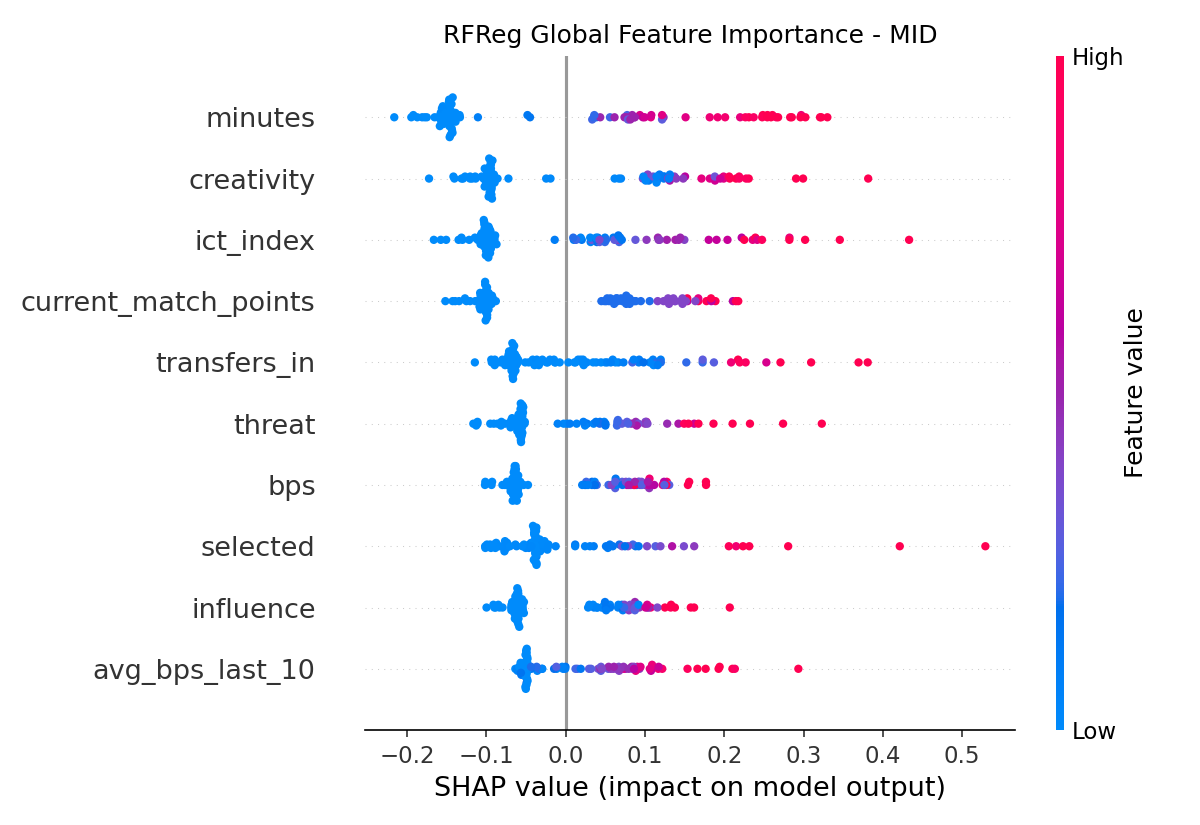 RFReg Global Feature Importance - MID
High
minutes
creativity
ict_index
current_match_points
transfers_in
threat
bps
selected
influence
avg_bps_last_10
Feature value
Low
−0.2 −0.1 0.0 0.1 0.2 0.3 0.4 0.5
SHAP value (impact on model output)